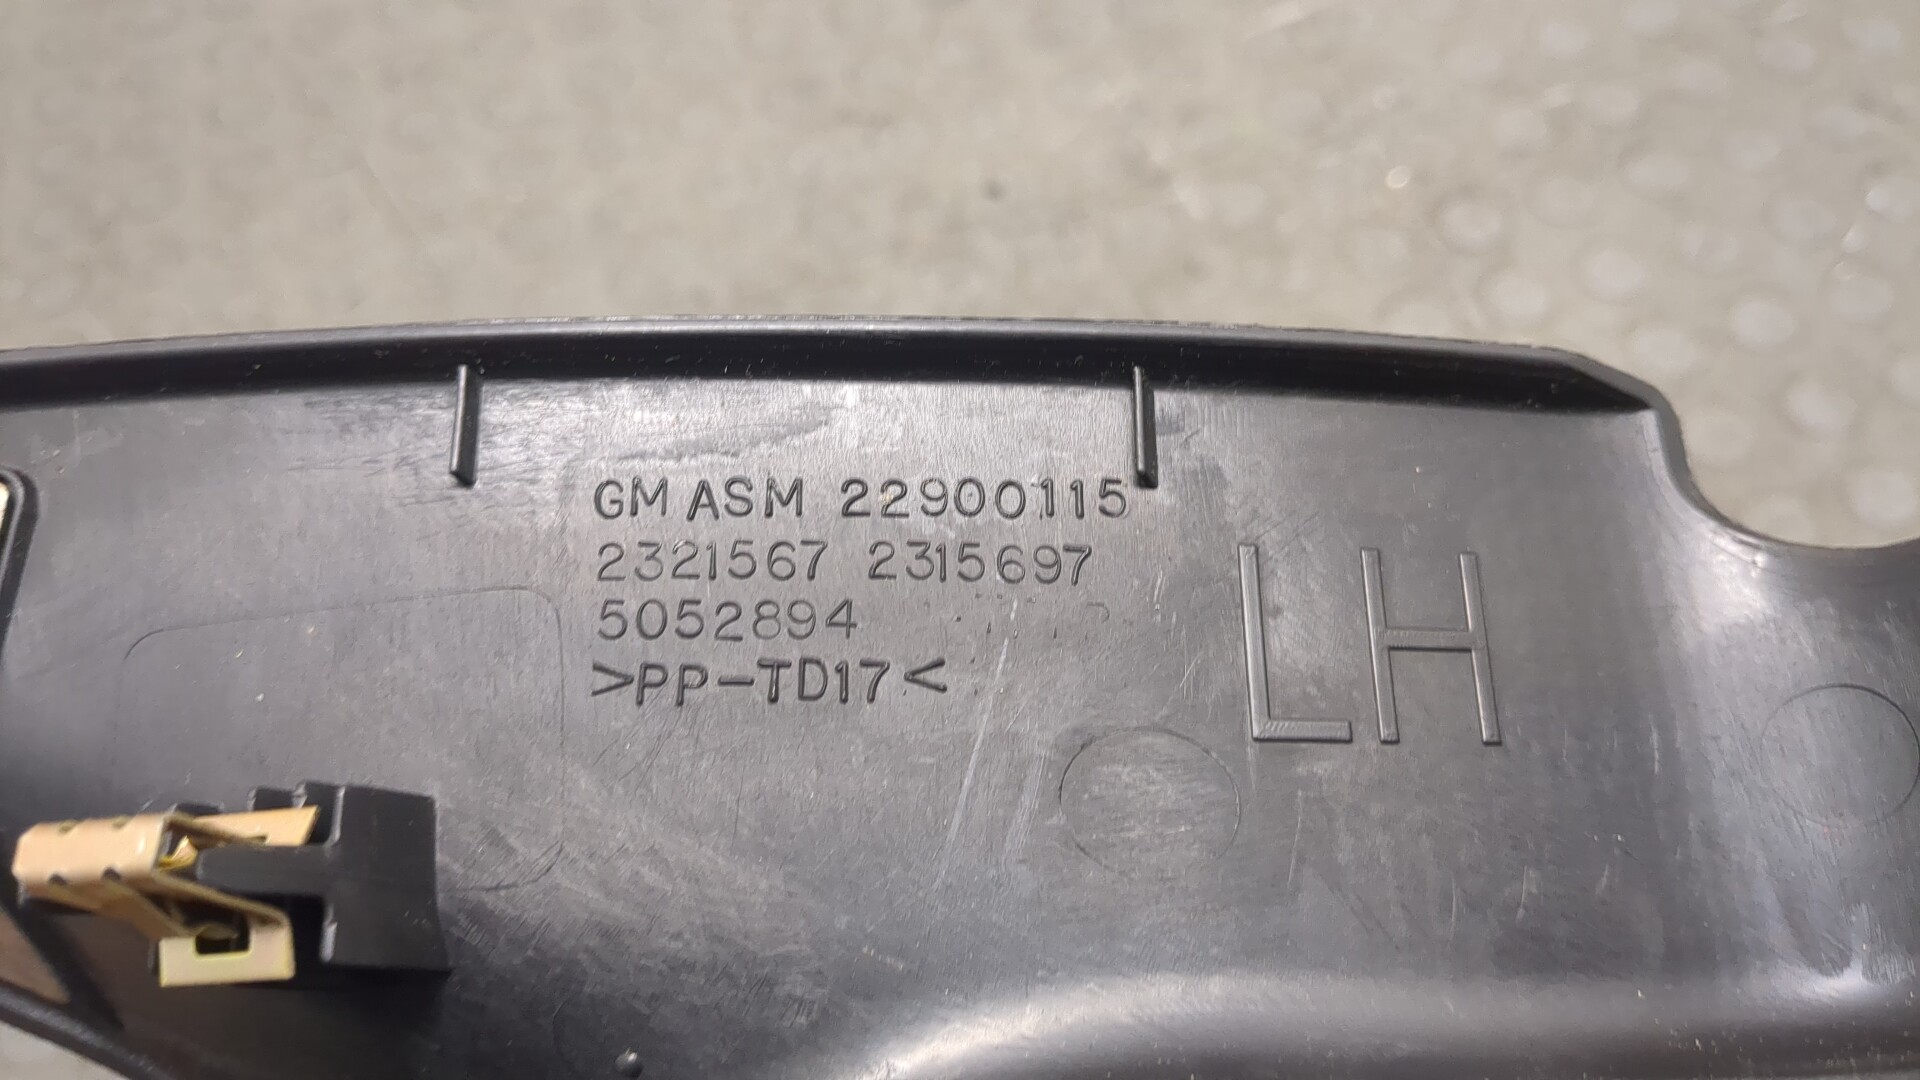 GM ASM 22900115
2321567 2315697
5052894
>PP-TD17<
LH